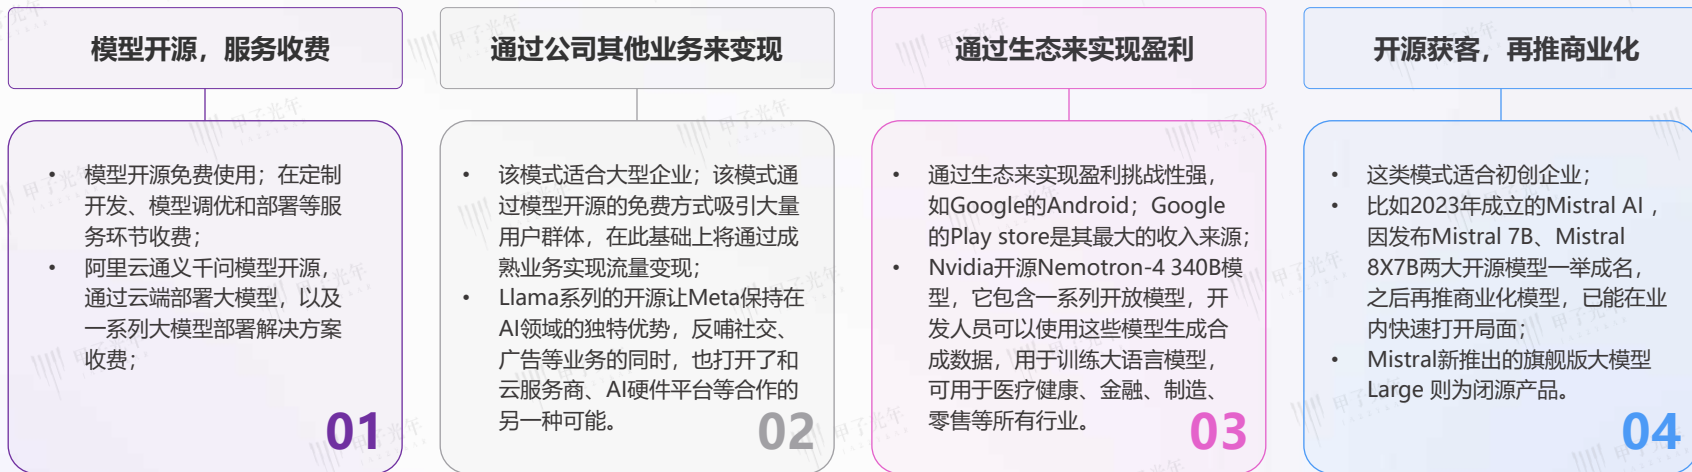 模型开源，服务收费
• 模型开源免费使用；在定制
开发、模型调优和部署等服
务环节收费；
• 阿里云通义千问模型开源，
通过云端部署大模型，以及
一系列大模型部署解决方案
收费；
01
通过公司其他业务来变现
• 该模式适合大型企业；该模式通
过模型开源的免费方式吸引大量
用户群体，在此基础上将通过成
熟业务实现流量变现；
• Llama系列的开源让Meta保持在
AI领域的独特优势，反哺社交、
广告等业务的同时，也打开了和
云服务商、AI硬件平台等合作的
另一种可能。
02
通过生态来实现盈利
• 通过生态来实现盈利挑战性强，
如Google的Android；Google
的Play store是其最大的收入来源；
• Nvidia开源Nemotron-4 340B模
型，它包含一系列开放模型，开
发人员可以使用这些模型生成合
成数据，用于训练大语言模型，
可用于医疗健康、金融、制造、
零售等所有行业。
03
开源获客，再推商业化
• 这类模式适合初创企业；
• 比如2023年成立的Mistral AI ，
因发布Mistral 7B、Mistral
8X7B两大开源模型一举成名，
之后再推商业化模型，已能在业
内快速打开局面；
• Mistral新推出的旗舰版大模型
Large 则为闭源产品。
04
甲子光年